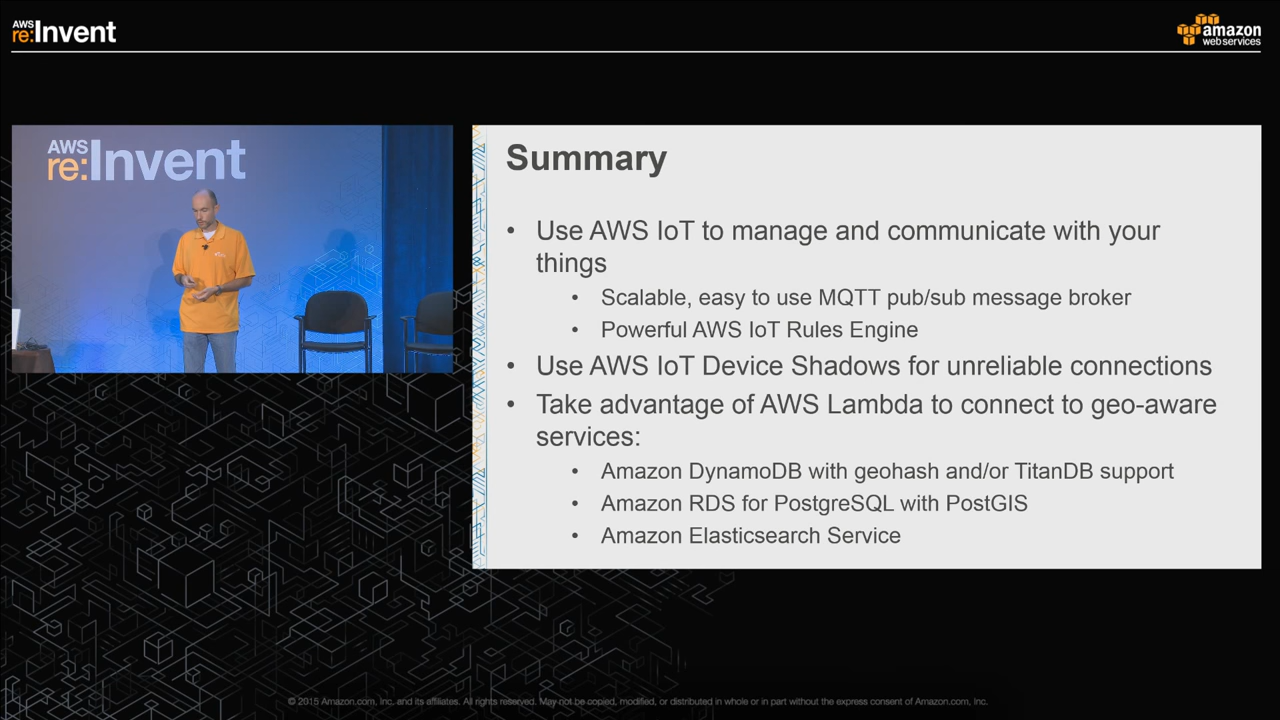 AWS
re:Invent
amazon
web services
AWS
re:Invent
Summary
• Use AWS IoT to manage and communicate with your
things
• Scalable, easy to use MQTT pub/sub message broker
• Powerful AWS IoT Rules Engine
• Use AWS IoT Device Shadows for unreliable connections
• Take advantage of AWS Lambda to connect to geo-aware
services:
• Amazon DynamoDB with geohash and/or TitanDB support
• Amazon RDS for PostgreSQL with PostGIS
• Amazon Elasticsearch Service
© 2015 Amazon.com, Inc. and its affiliates. All rights reserved. May not be copied, modified, or distributed in whole or in part without the express consent of Amazon.com, Inc.